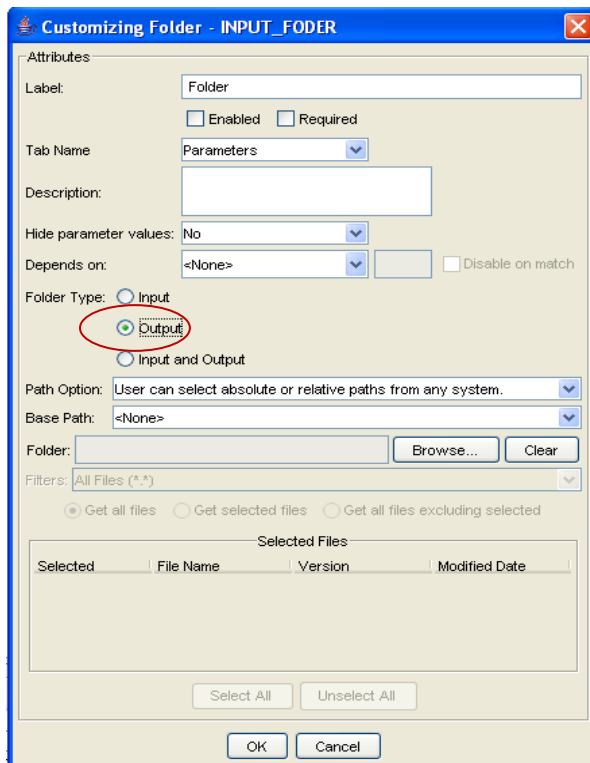 Customizing Folder - INPUT_FODER
Attributes
Label: Folder
Enabled Required
Tab Name Parameters
Description:
Hide parameter values: No
Depends on: <None> Disable on match
Folder Type: Input
Output
Input and Output
Path Option: User can select absolute or relative paths from any system.
Base Path: <None>
Folder: Browse... Clear
Filters: All Files (*.*)
Get all files Get selected files Get all files excluding selected
Selected Files
Selected File Name Version Modified Date
Select All Unselect All
OK Cancel